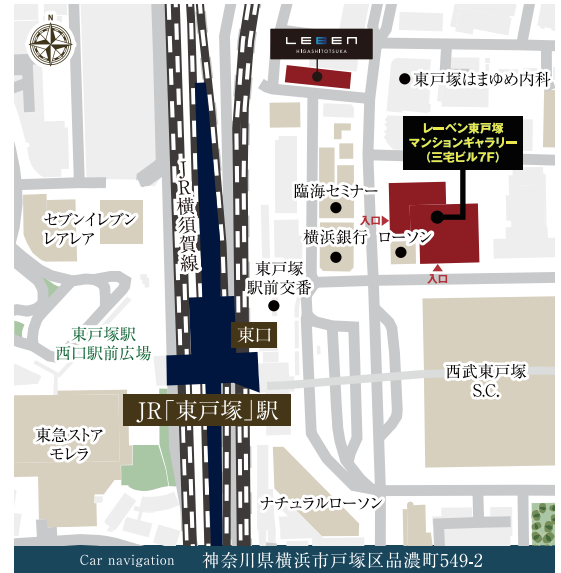 N
LEBEN
HIGASHITOTSUKA
東戸塚はまゆめ内科
レーベン東戸塚
マンションギャラリー
(三宅ビル7F)
JR横須賀線
臨海セミナー
セブンイレブン
レアレア
入口
横浜銀行
ローソン
入口
東戸塚
駅前交番
東戸塚駅
西口駅前広場
東口
西武東戸塚
S.C.
JR「東戸塚」駅
東急ストア
モレラ
ナチュラルローソン
Car navigation 神奈川県横浜市戸塚区品濃町549-2